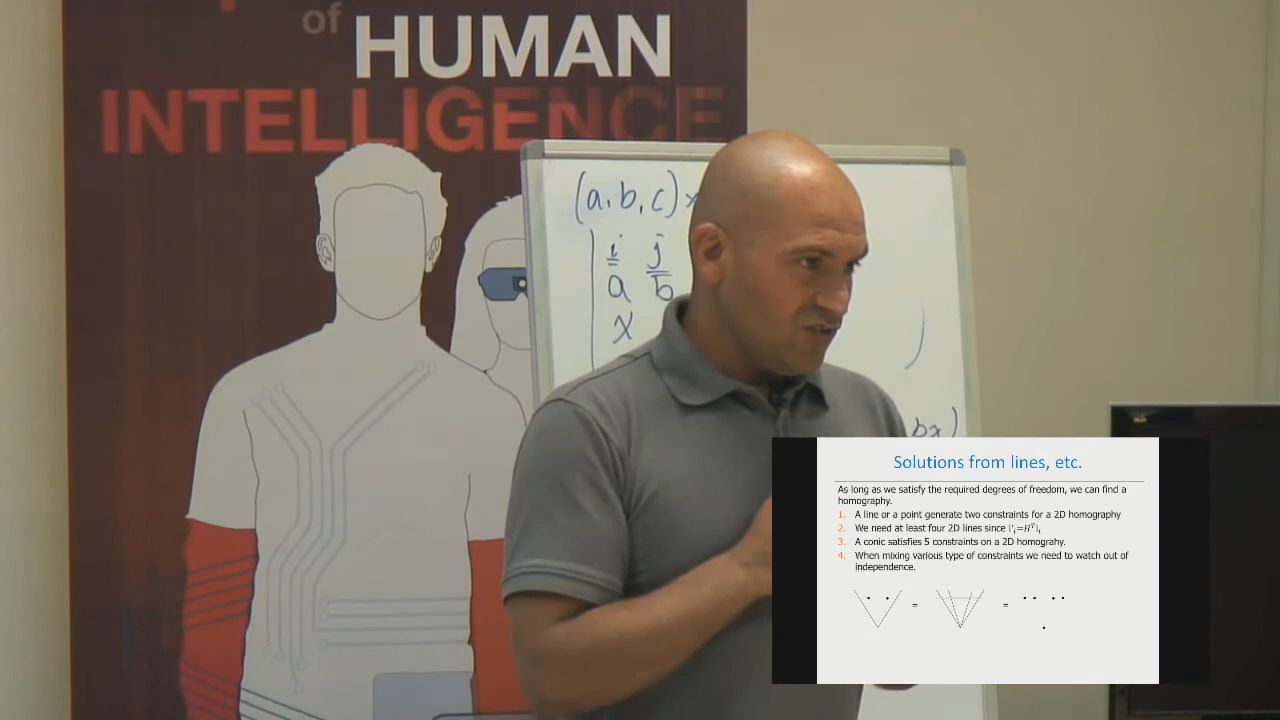 of
HUMAN
INTELLIGENCE
(a,b,c)x
i j
a b
x
)
bx)
Solutions from lines, etc.
As long as we satisfy the required degrees of freedom, we can find a
homography.
1. A line or a point generate two constraints for a 2D homography
2. We need at least four 2D lines since l'ᵢ=Hᵀlᵢ
3. A conic satisfies 5 constraints on a 2D homograhy.
4. When mixing various type of constraints we need to watch out of
independence.
= =